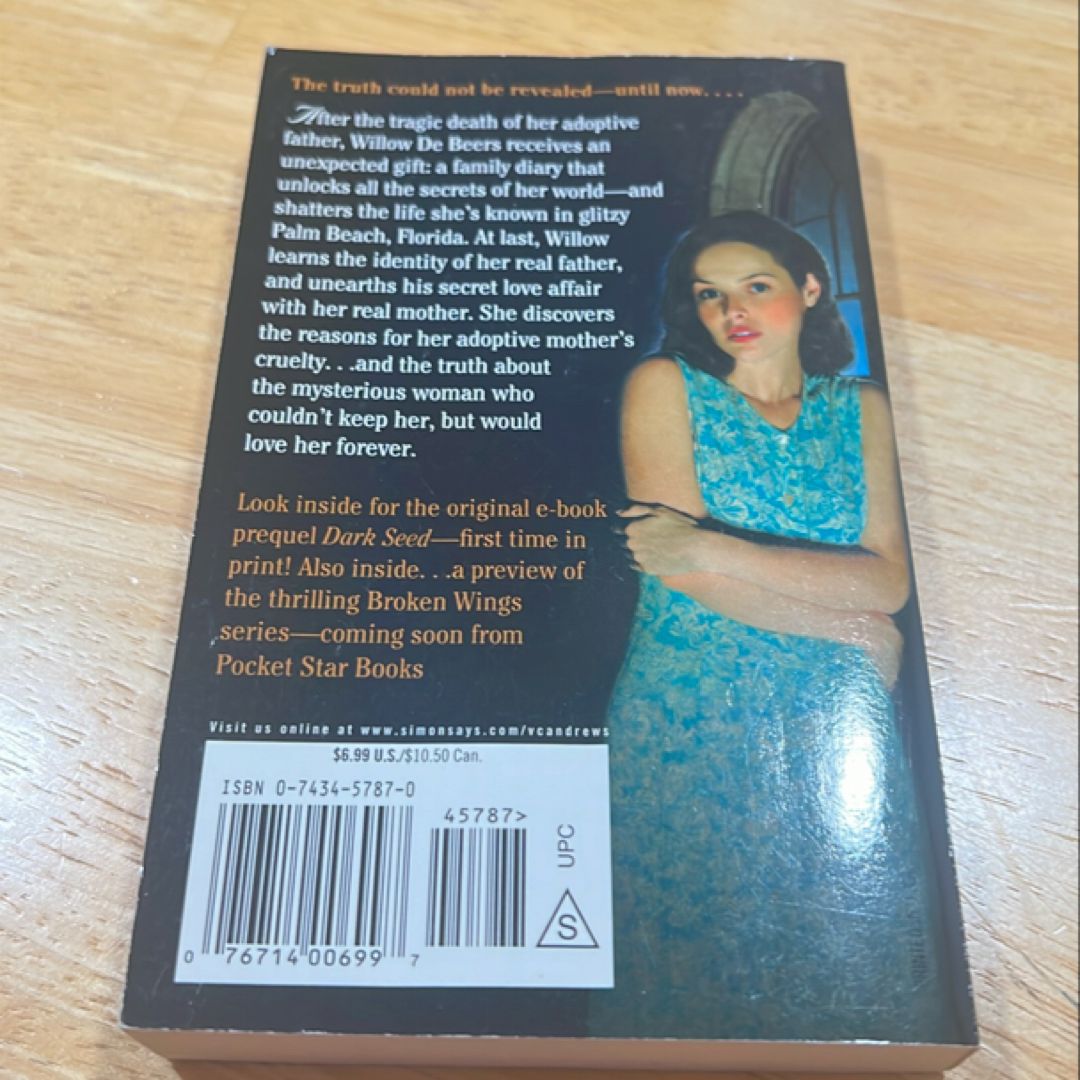 The truth could not be revealed—until now. . . .
After the tragic death of her adoptive
father, Willow De Beers receives an
unexpected gift: a family diary that
unlocks all the secrets of her world—and
shatters the life she's known in glitzy
Palm Beach, Florida. At last, Willow
learns the identity of her real father,
and unearths his secret love affair
with her real mother. She discovers
the reasons for her adoptive mother's
cruelty. . .and the truth about
the mysterious woman who
couldn't keep her, but would
love her forever.
Look inside for the original e-book
prequel Dark Seed—first time in
print! Also inside. . .a preview of
the thrilling Broken Wings
series—coming soon from
Pocket Star Books
Visit us online at www.simonsays.com/vcandrews
$6.99 U.S./$10.50 Can.
ISBN 0-7434-5787-0
45787>
UPC
S
0 76714 00699 7